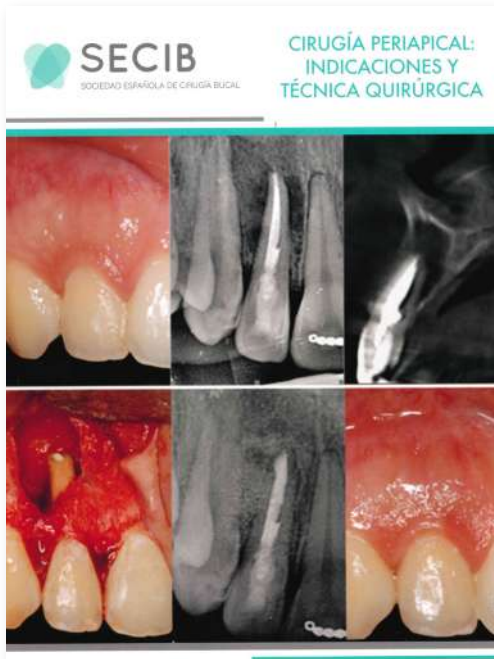 SECIB
SOCIEDAD ESPAÑOLA DE CIRUGÍA BUCAL
CIRUGÍA PERIAPICAL:
INDICACIONES Y
TÉCNICA QUIRÚRGICA